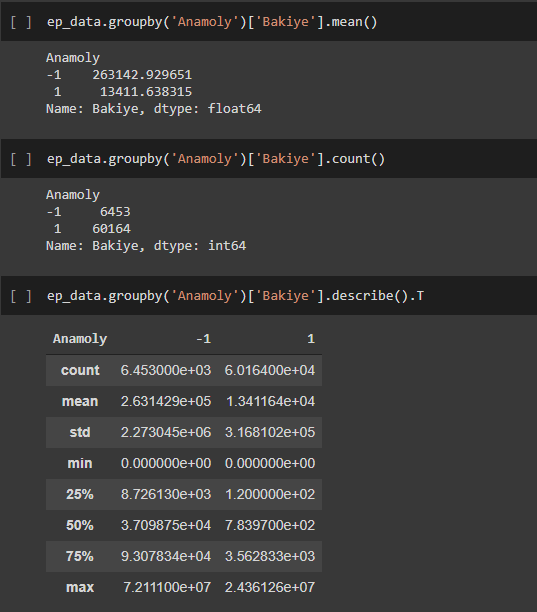 [ ] ep_data.groupby('Anamoly')['Bakiye'].mean()
Anamoly
-1    263142.929651
 1     13411.638315
Name: Bakiye, dtype: float64
[ ] ep_data.groupby('Anamoly')['Bakiye'].count()
Anamoly
-1     6453
 1    60164
Name: Bakiye, dtype: int64
[ ] ep_data.groupby('Anamoly')['Bakiye'].describe().T
Anamoly -1 1
count 6.453000e+03 6.016400e+04
mean 2.631429e+05 1.341164e+04
std 2.273045e+06 3.168102e+05
min 0.000000e+00 0.000000e+00
25% 8.726130e+03 1.200000e+02
50% 3.709875e+04 7.839700e+02
75% 9.307834e+04 3.562833e+03
max 7.211100e+07 2.436126e+07